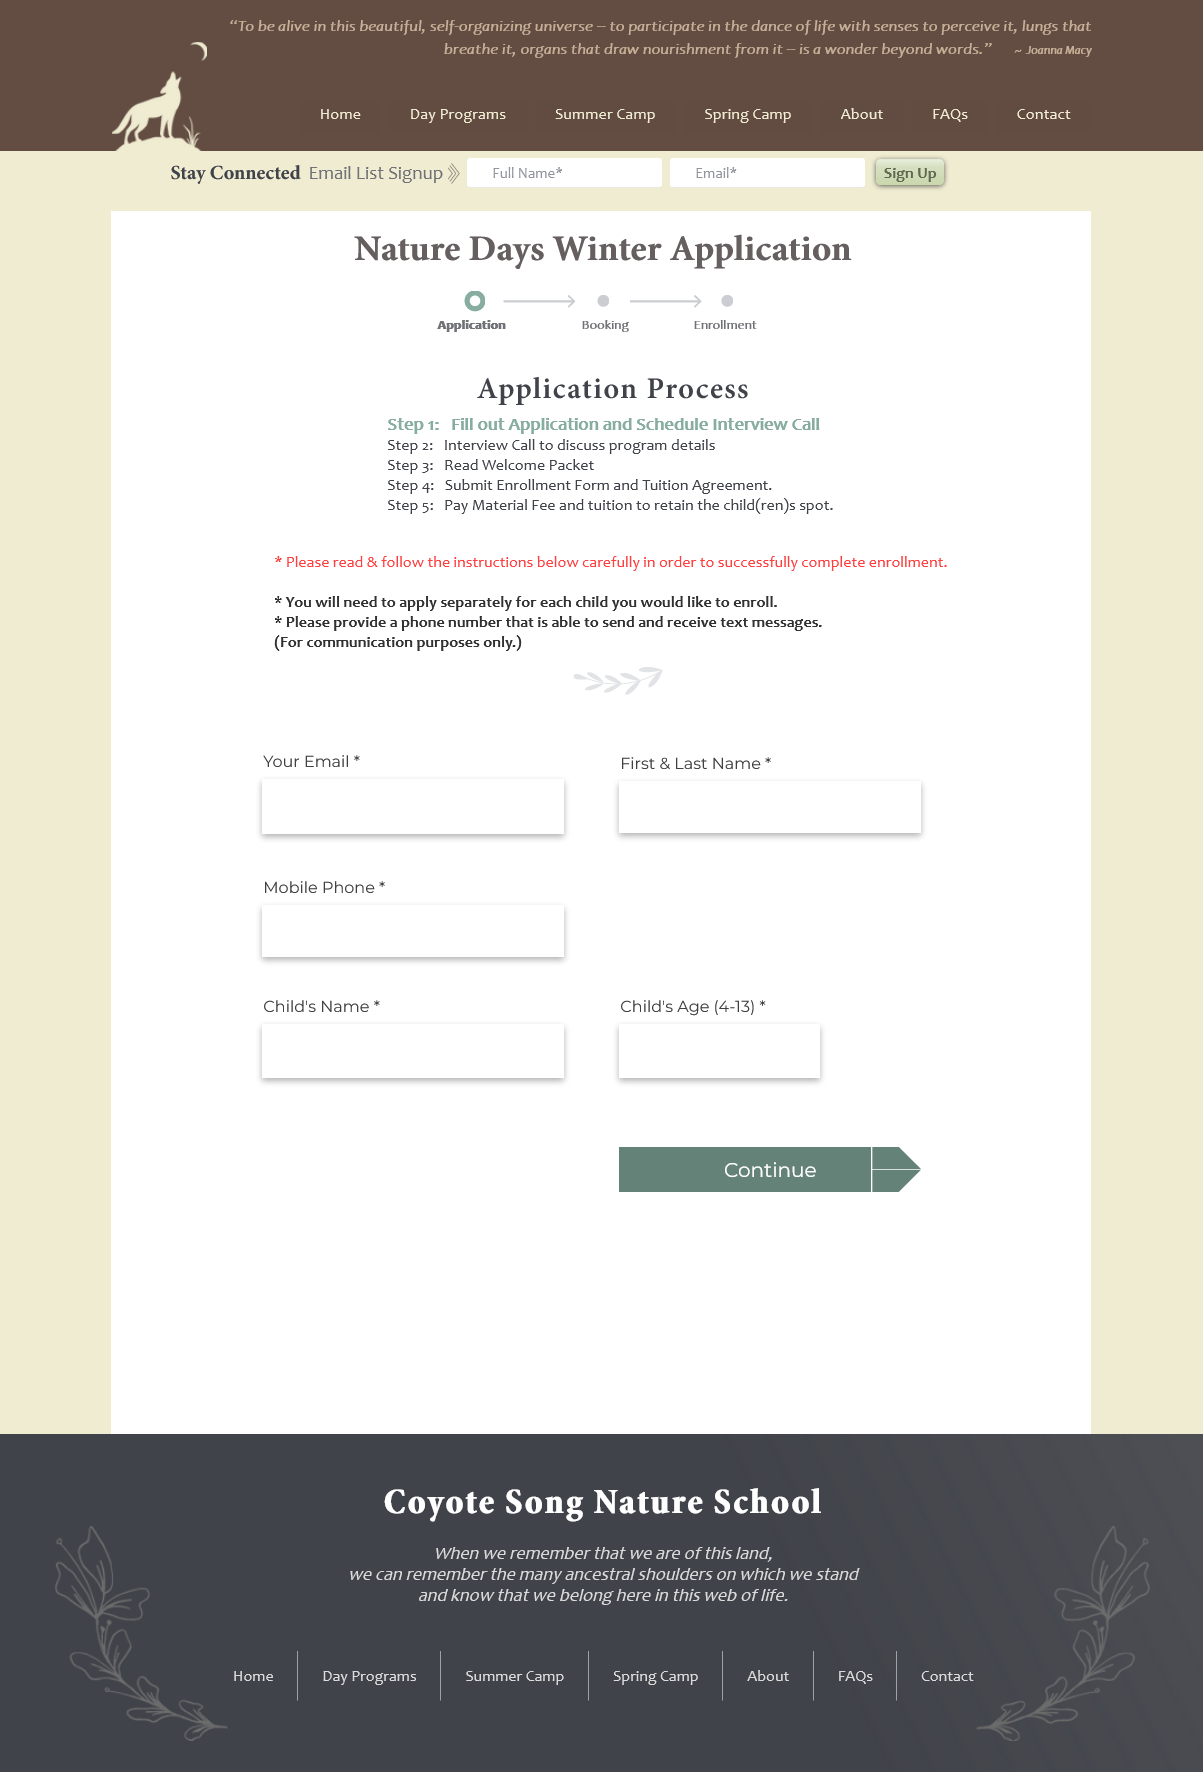 “To be alive in this beautiful, self-organizing universe – to participate in the dance of life with senses to perceive it, lungs that
breathe it, organs that draw nourishment from it – is a wonder beyond words.” ~ Joanna Macy
Home Day Programs Summer Camp Spring Camp About FAQs Contact
Stay Connected Email List Signup Full Name* Email* Sign Up
Nature Days Winter Application
Application Booking Enrollment
Application Process
Step 1: Fill out Application and Schedule Interview Call
Step 2: Interview Call to discuss program details
Step 3: Read Welcome Packet
Step 4: Submit Enrollment Form and Tuition Agreement.
Step 5: Pay Material Fee and tuition to retain the child(ren)s spot.
* Please read & follow the instructions below carefully in order to successfully complete enrollment.
* You will need to apply separately for each child you would like to enroll.
* Please provide a phone number that is able to send and receive text messages.
(For communication purposes only.)
Your Email * First & Last Name *
Mobile Phone *
Child's Name * Child's Age (4-13) *
Continue
Coyote Song Nature School
When we remember that we are of this land,
we can remember the many ancestral shoulders on which we stand
and know that we belong here in this web of life.
Home Day Programs Summer Camp Spring Camp About FAQs Contact